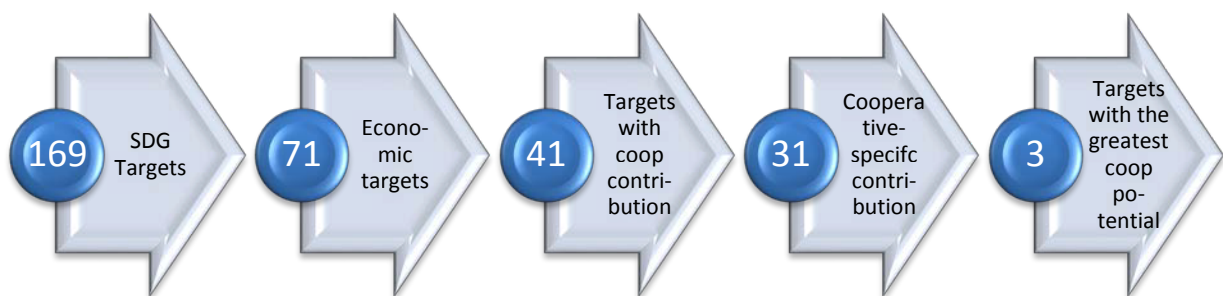 169
SDG
Targets
71
Econo-
mic
targets
41
Targets
with
coop
contri-
bution
31
Coopera
tive-
specifc
contri-
bution
3
Targets
with the
greatest
coop
po-
tential